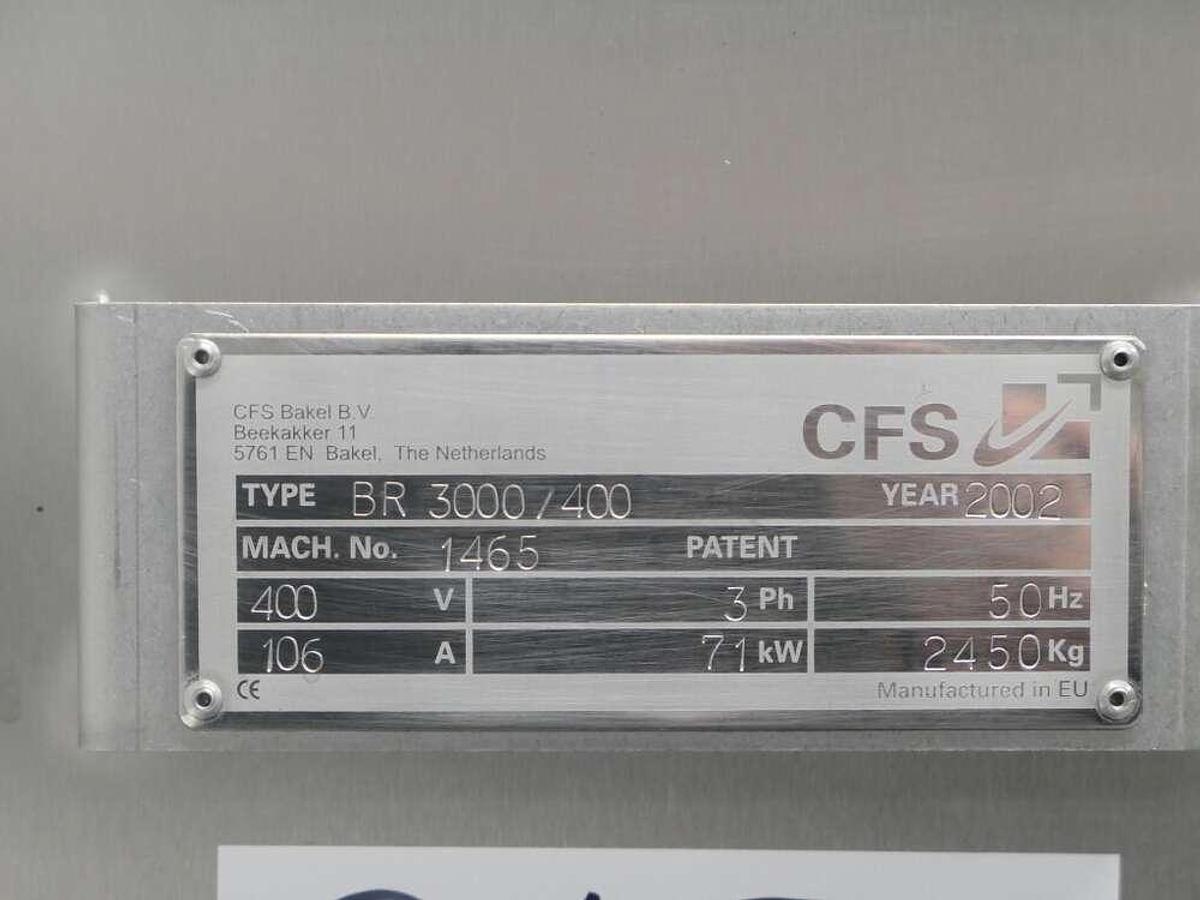 CFS Bakel B.V.
Beekakker 11
5761 EN Bakel, The Netherlands
CFS
TYPE BR 3000/400 YEAR 2002
MACH. No. 1465 PATENT
400 V 3 Ph 50 Hz
106 A 71 kW 2450 Kg
CE Manufactured in EU